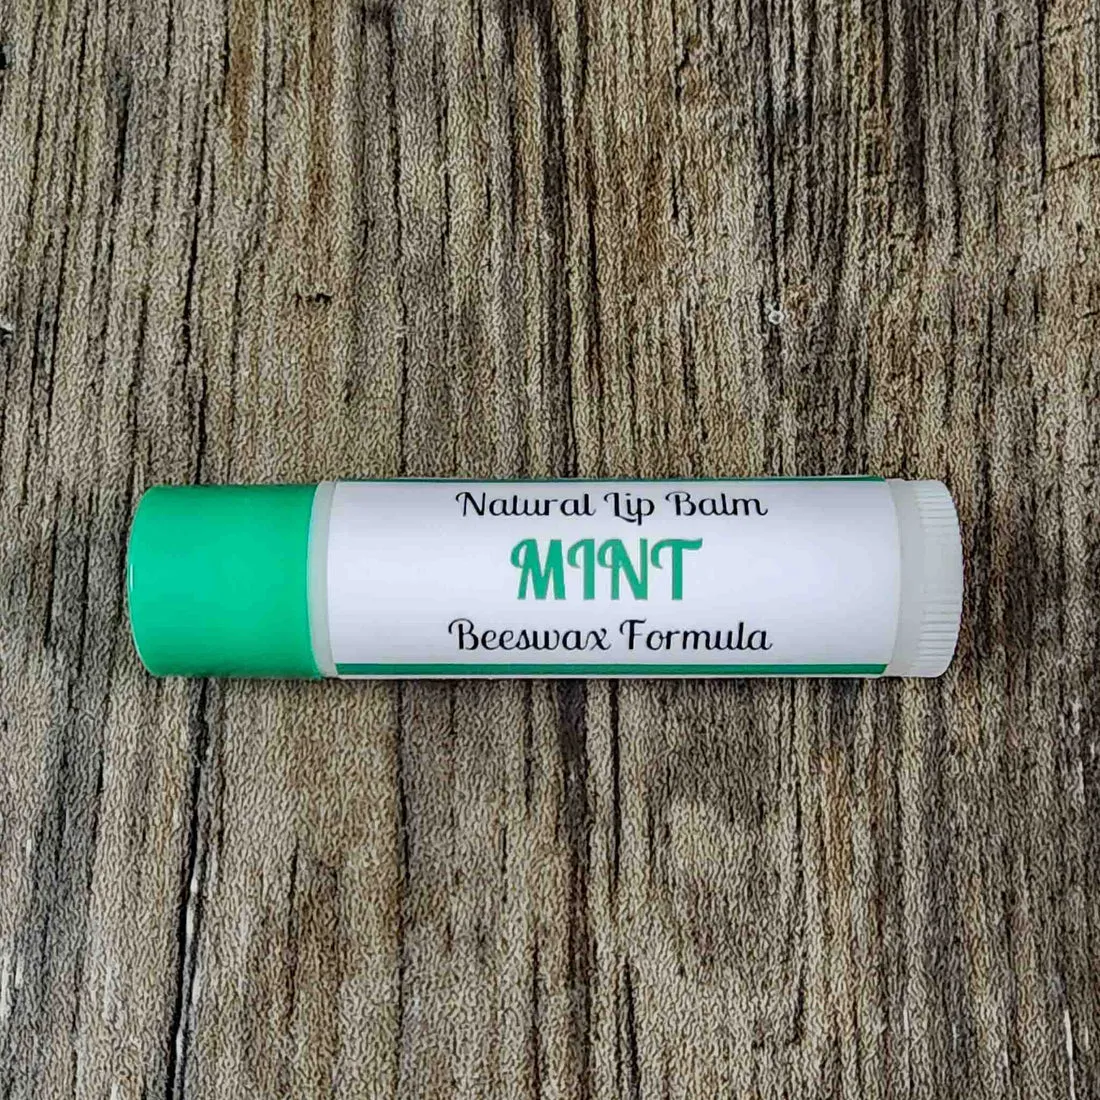 Natural Lip Balm
MINT
Beeswax Formula